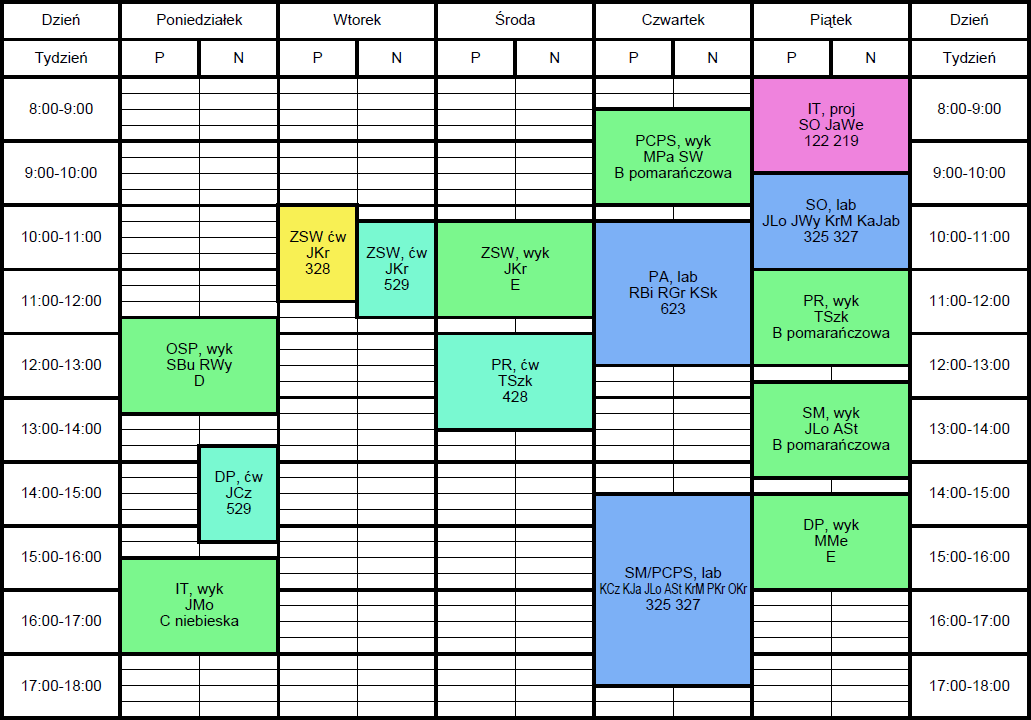 Dzień Poniedziałek Wtorek Środa Czwartek Piątek Dzień
Tydzień P N P N P N P N P N Tydzień
8:00-9:00 8:00-9:00
IT, proj
SO JaWe
122 219
PCPS, wyk
MPa SW
B pomarańczowa
9:00-10:00 9:00-10:00
SO, lab
JLo JWy KrM KaJab
325 327
10:00-11:00 10:00-11:00
ZSW ćw
JKr
328
ZSW, ćw
JKr
529
ZSW, wyk
JKr
E
PA, lab
RBi RGr KSk
623
11:00-12:00 11:00-12:00
PR, wyk
TSzk
B pomarańczowa
OSP, wyk
SBu RWy
D
12:00-13:00 12:00-13:00
PR, ćw
TSzk
428
13:00-14:00 13:00-14:00
SM, wyk
JLo ASt
B pomarańczowa
DP, ćw
JCz
529
14:00-15:00 14:00-15:00
DP, wyk
MMe
E
15:00-16:00 15:00-16:00
IT, wyk
JMo
C niebieska
SM/PCPS, lab
KCz KJa JLo ASt KrM PKr OKr
325 327
16:00-17:00 16:00-17:00
17:00-18:00 17:00-18:00